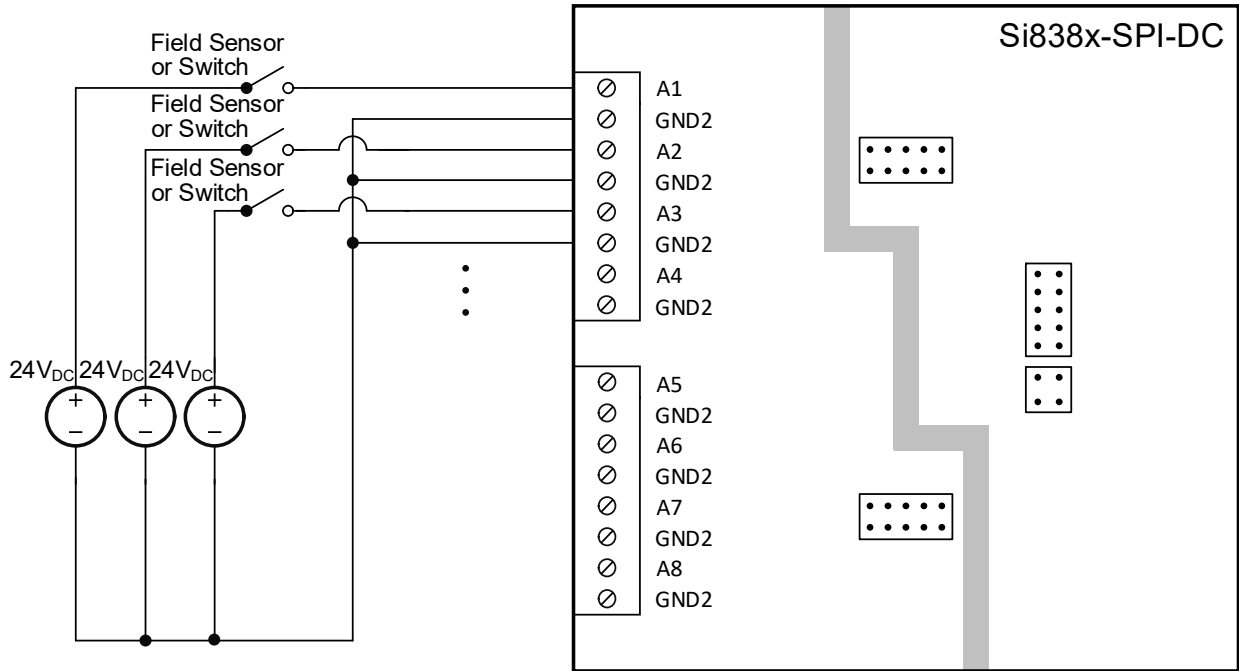 Si838x-SPI-DC
Field Sensor
or Switch
Field Sensor
or Switch
Field Sensor
or Switch
A1
GND2
A2
GND2
A3
GND2
A4
GND2
24VDC 24VDC 24VDC
+ + +
− − −
A5
GND2
A6
GND2
A7
GND2
A8
GND2